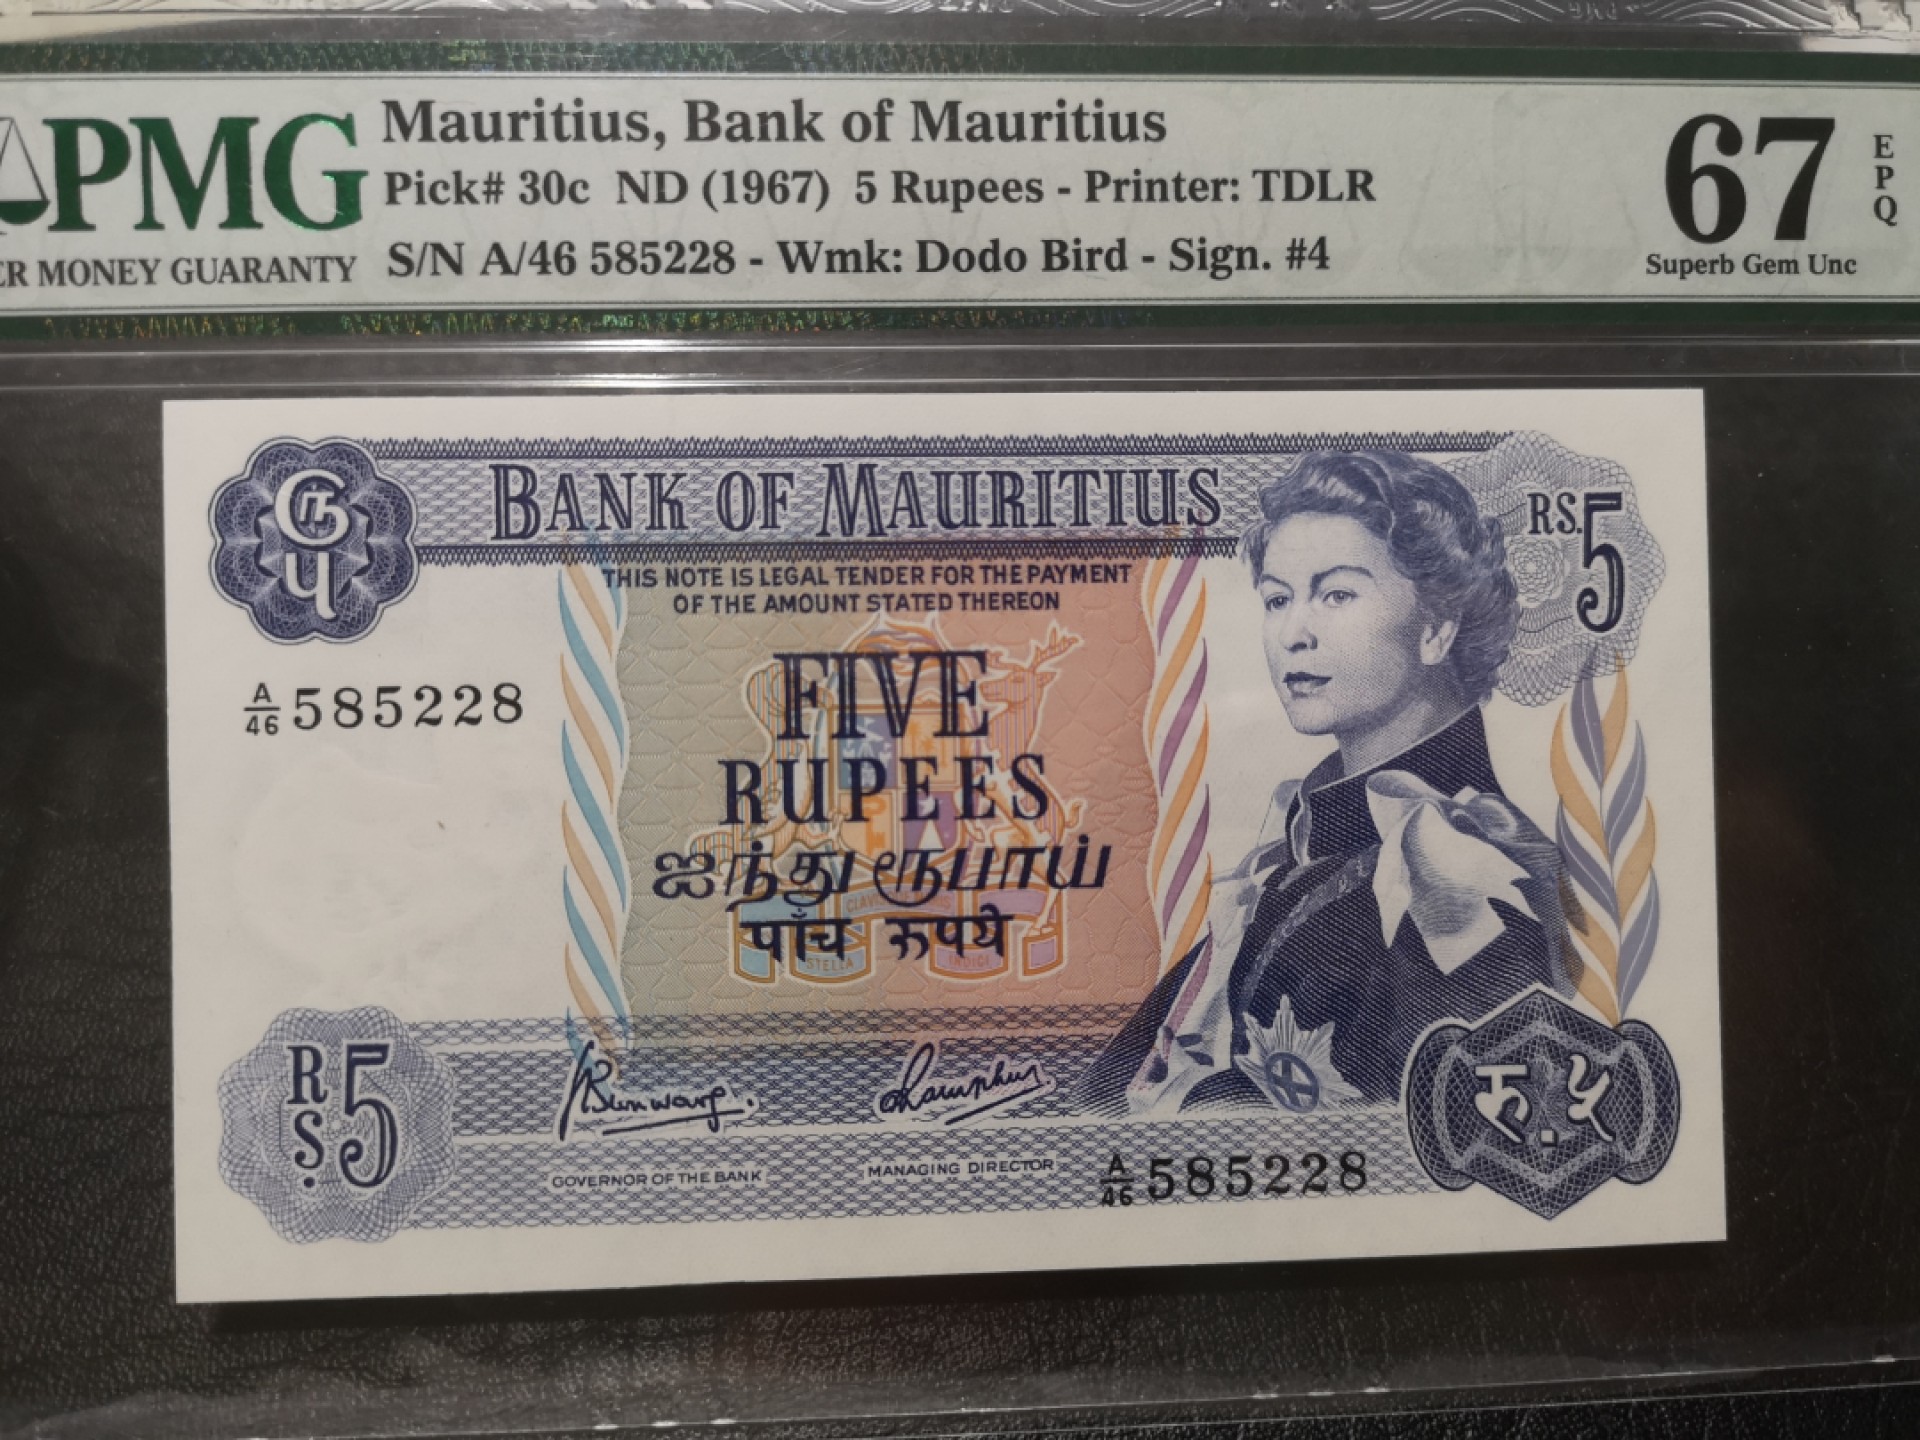 PMG
ER MONEY GUARANTY
Mauritius, Bank of Mauritius
Pick# 30c ND (1967) 5 Rupees - Printer: TDLR
S/N A/46 585228 - Wmk: Dodo Bird - Sign. #4
67
EPQ
Superb Gem Unc
ரூ
௫
BANK OF MAURITIUS
RS.5
THIS NOTE IS LEGAL TENDER FOR THE PAYMENT
OF THE AMOUNT STATED THEREON
A/46 585228
FIVE
RUPEES
ஐந்து ரூபாய்
पाँच रूपये
STELLA
INDICI
RS.5
GOVERNOR OF THE BANK
MANAGING DIRECTOR
A/46 585228
रु.५